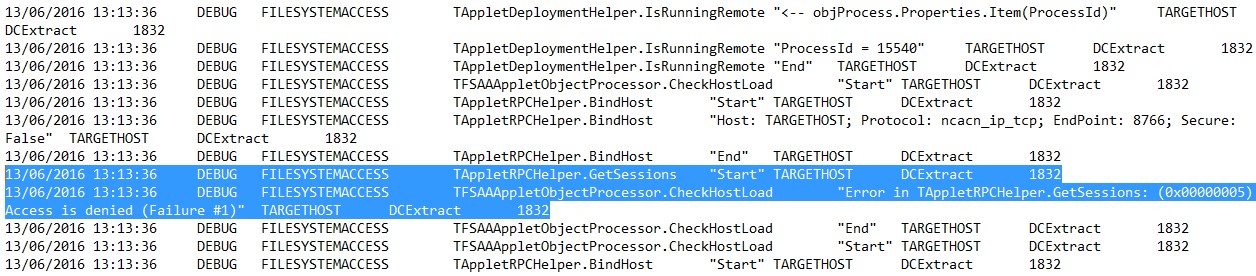 13/06/2016 13:13:36 DEBUG FILESYSTEMACCESS TAppletDeploymentHelper.IsRunningRemote "<-- objProcess.Properties.Item(ProcessId)" TARGETHOST
DCExtract 1832
13/06/2016 13:13:36 DEBUG FILESYSTEMACCESS TAppletDeploymentHelper.IsRunningRemote "ProcessId = 15540" TARGETHOST DCExtract 1832
13/06/2016 13:13:36 DEBUG FILESYSTEMACCESS TAppletDeploymentHelper.IsRunningRemote "End" TARGETHOST DCExtract 1832
13/06/2016 13:13:36 DEBUG FILESYSTEMACCESS TFSAAAppletObjectProcessor.CheckHostLoad "Start" TARGETHOST DCExtract 1832
13/06/2016 13:13:36 DEBUG FILESYSTEMACCESS TAppletRPCHelper.BindHost "Start" TARGETHOST DCExtract 1832
13/06/2016 13:13:36 DEBUG FILESYSTEMACCESS TAppletRPCHelper.BindHost "Host: TARGETHOST; Protocol: ncacn_ip_tcp; EndPoint: 8766; Secure:
False" TARGETHOST DCExtract 1832
13/06/2016 13:13:36 DEBUG FILESYSTEMACCESS TAppletRPCHelper.BindHost "End" TARGETHOST DCExtract 1832
13/06/2016 13:13:36 DEBUG FILESYSTEMACCESS TAppletRPCHelper.GetSessions "Start" TARGETHOST DCExtract 1832
13/06/2016 13:13:36 DEBUG FILESYSTEMACCESS TFSAAAppletObjectProcessor.CheckHostLoad "Error in TAppletRPCHelper.GetSessions: (0x00000005)
Access is denied (Failure #1)" TARGETHOST DCExtract 1832
13/06/2016 13:13:36 DEBUG FILESYSTEMACCESS TFSAAAppletObjectProcessor.CheckHostLoad "End" TARGETHOST DCExtract 1832
13/06/2016 13:13:36 DEBUG FILESYSTEMACCESS TFSAAAppletObjectProcessor.CheckHostLoad "Start" TARGETHOST DCExtract 1832
13/06/2016 13:13:36 DEBUG FILESYSTEMACCESS TAppletRPCHelper.BindHost "Start" TARGETHOST DCExtract 1832